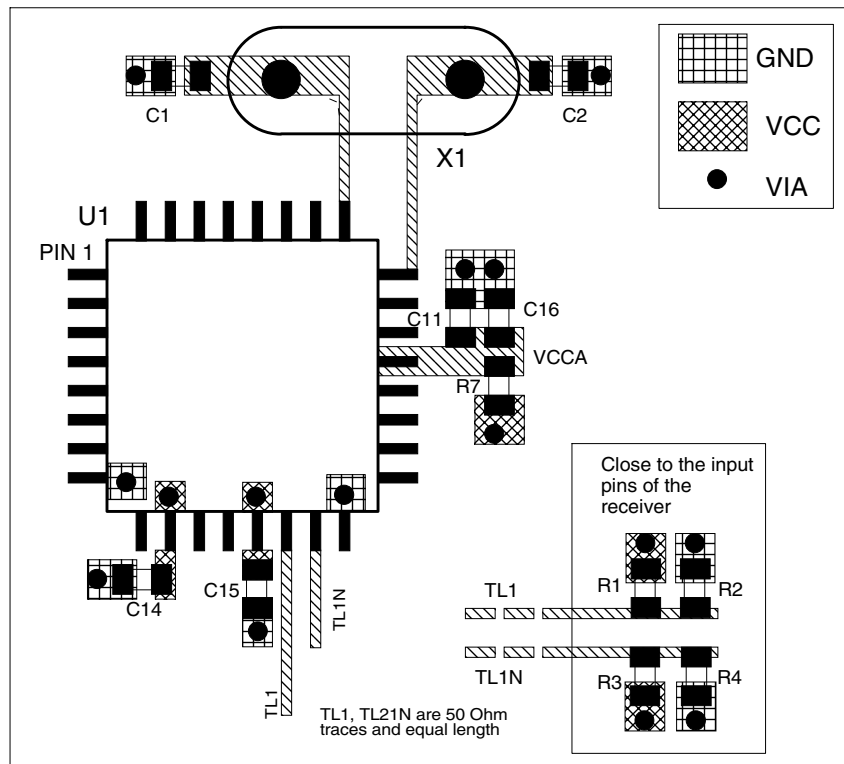 GND
VCC
VIA
C1
C2
X1
U1
PIN 1
C11
C16
VCCA
R7
C14
C15
TL1
TL1N
TL1, TL21N are 50 Ohm
traces and equal length
Close to the input
pins of the
receiver
R1
R2
TL1
TL1N
R3
R4